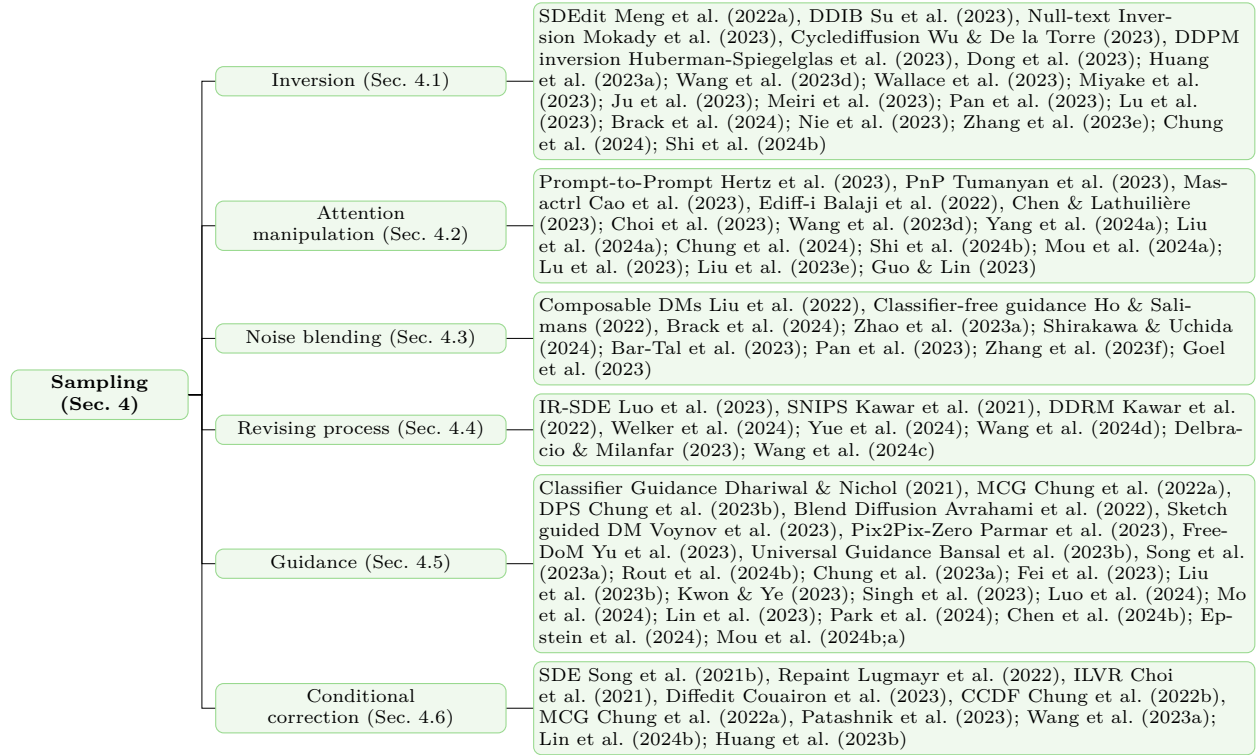 Sampling
(Sec. 4)
Inversion (Sec. 4.1)
SDEdit Meng et al. (2022a), DDIB Su et al. (2023), Null-text Inver-
sion Mokady et al. (2023), Cyclediffusion Wu & De la Torre (2023), DDPM
inversion Huberman-Spiegelglas et al. (2023), Dong et al. (2023); Huang
et al. (2023a); Wang et al. (2023d); Wallace et al. (2023); Miyake et al.
(2023); Ju et al. (2023); Meiri et al. (2023); Pan et al. (2023); Lu et al.
(2023); Brack et al. (2024); Nie et al. (2023); Zhang et al. (2023e); Chung
et al. (2024); Shi et al. (2024b)
Attention
manipulation (Sec. 4.2)
Prompt-to-Prompt Hertz et al. (2023), PnP Tumanyan et al. (2023), Mas-
actrl Cao et al. (2023), Ediff-i Balaji et al. (2022), Chen & Lathuilière
(2023); Choi et al. (2023); Wang et al. (2023d); Yang et al. (2024a); Liu
et al. (2024a); Chung et al. (2024); Shi et al. (2024b); Mou et al. (2024a);
Lu et al. (2023); Liu et al. (2023e); Guo & Lin (2023)
Noise blending (Sec. 4.3)
Composable DMs Liu et al. (2022), Classifier-free guidance Ho & Sali-
mans (2022), Brack et al. (2024); Zhao et al. (2023a); Shirakawa & Uchida
(2024); Bar-Tal et al. (2023); Pan et al. (2023); Zhang et al. (2023f); Goel
et al. (2023)
Revising process (Sec. 4.4)
IR-SDE Luo et al. (2023), SNIPS Kawar et al. (2021), DDRM Kawar et al.
(2022), Welker et al. (2024); Yue et al. (2024); Wang et al. (2024d); Delbra-
cio & Milanfar (2023); Wang et al. (2024c)
Guidance (Sec. 4.5)
Classifier Guidance Dhariwal & Nichol (2021), MCG Chung et al. (2022a),
DPS Chung et al. (2023b), Blend Diffusion Avrahami et al. (2022), Sketch
guided DM Voynov et al. (2023), Pix2Pix-Zero Parmar et al. (2023), Free-
DoM Yu et al. (2023), Universal Guidance Bansal et al. (2023b), Song et al.
(2023a); Rout et al. (2024b); Chung et al. (2023a); Fei et al. (2023); Liu
et al. (2023b); Kwon & Ye (2023); Singh et al. (2023); Luo et al. (2024); Mo
et al. (2024); Lin et al. (2023); Park et al. (2024); Chen et al. (2024b); Ep-
stein et al. (2024); Mou et al. (2024b;a)
Conditional
correction (Sec. 4.6)
SDE Song et al. (2021b), Repaint Lugmayr et al. (2022), ILVR Choi
et al. (2021), Diffedit Couairon et al. (2023), CCDF Chung et al. (2022b),
MCG Chung et al. (2022a), Patashnik et al. (2023); Wang et al. (2023a);
Lin et al. (2024b); Huang et al. (2023b)